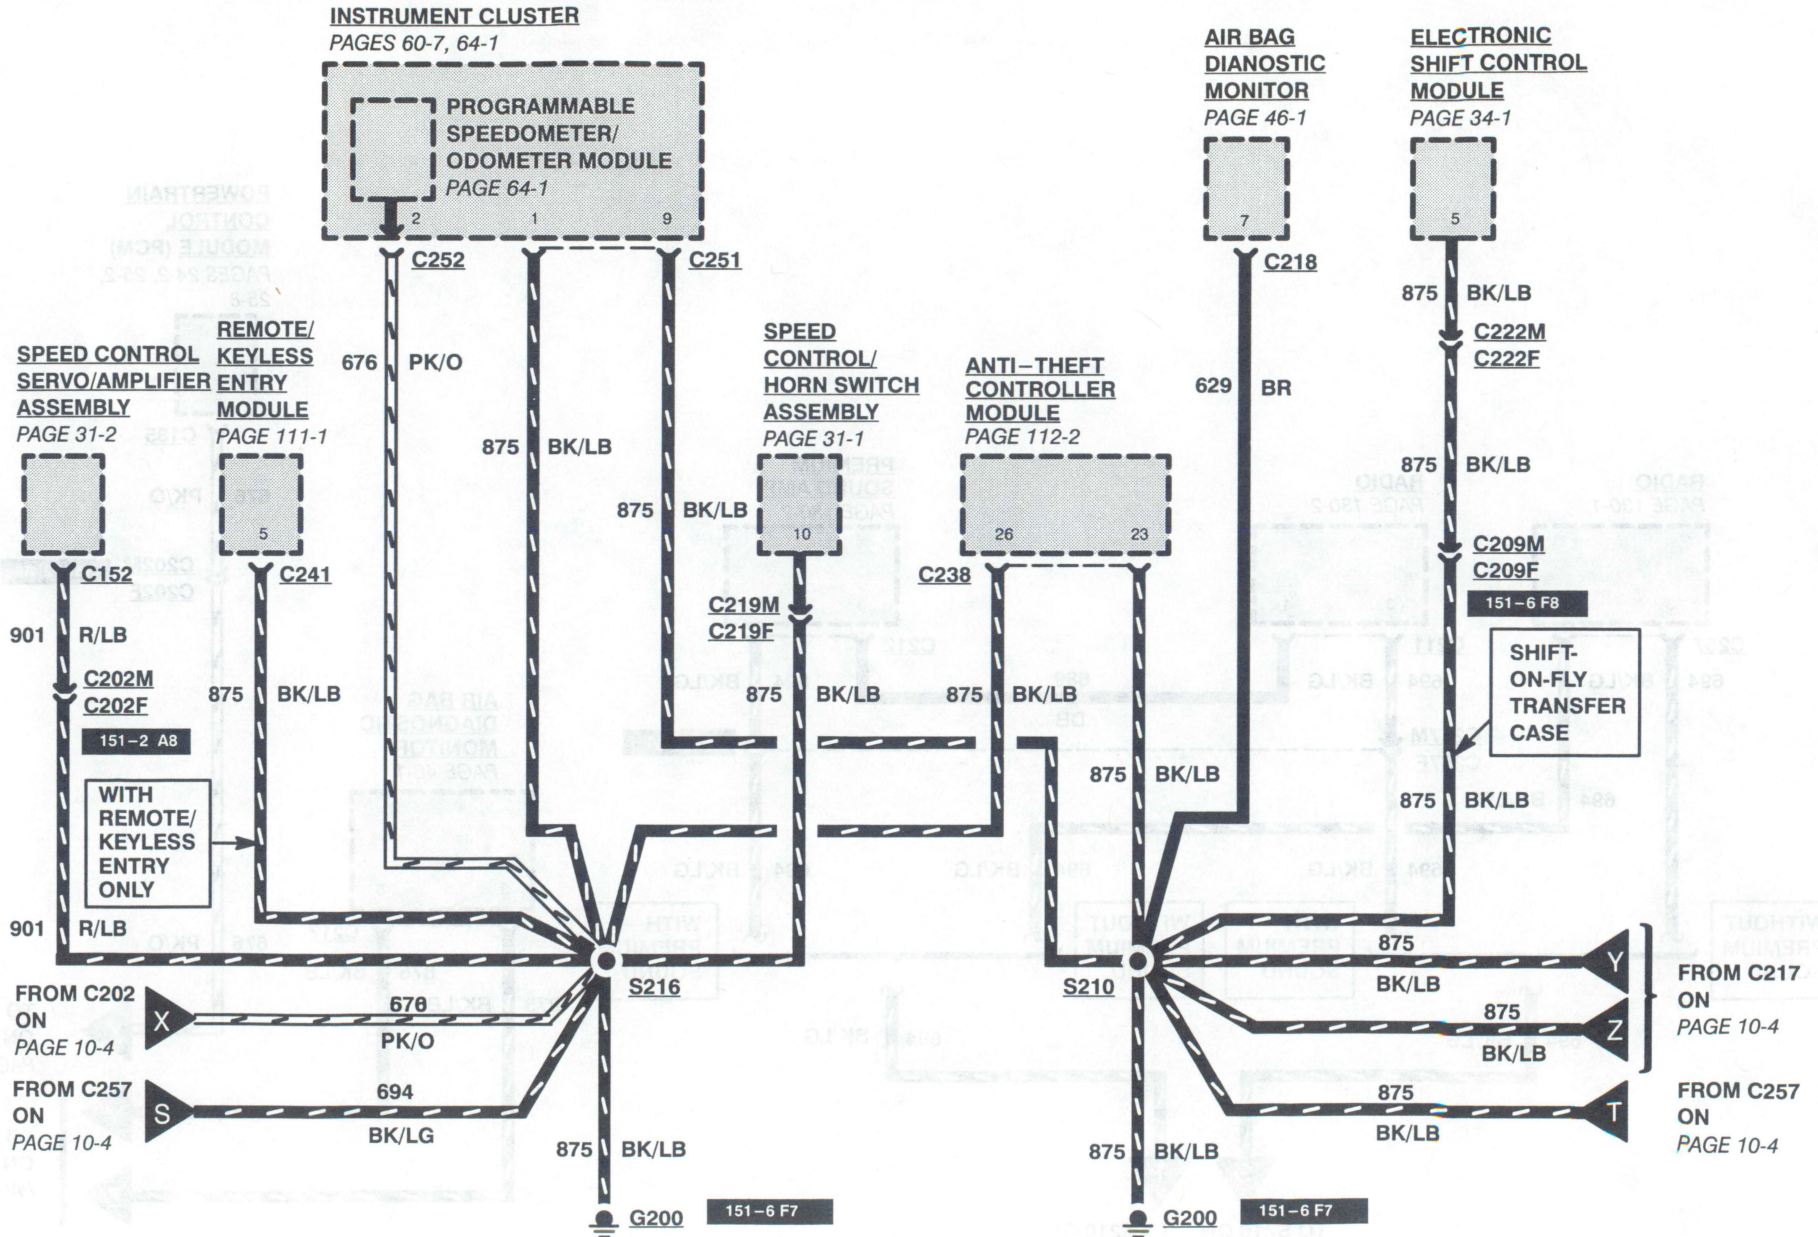 INSTRUMENT CLUSTER
PAGES 60-7, 64-1
PROGRAMMABLE
SPEEDOMETER/
ODOMETER MODULE
PAGE 64-1
2
1
9
C252
C251
AIR BAG
DIANOSTIC
MONITOR
PAGE 46-1
7
C218
ELECTRONIC
SHIFT CONTROL
MODULE
PAGE 34-1
5
875 BK/LB
C222M
C222F
SPEED CONTROL
SERVO/AMPLIFIER
ASSEMBLY
PAGE 31-2
REMOTE/
KEYLESS
ENTRY
MODULE
PAGE 111-1
5
676 PK/O
875 BK/LB
875 BK/LB
SPEED
CONTROL/
HORN SWITCH
ASSEMBLY
PAGE 31-1
10
ANTI-THEFT
CONTROLLER
MODULE
PAGE 112-2
26
23
629 BR
875 BK/LB
C152
C241
C238
C209M
C209F
151-6 F8
C219M
C219F
901 R/LB
C202M
C202F
151-2 A8
875 BK/LB
875 BK/LB
875 BK/LB
SHIFT-
ON-FLY
TRANSFER
CASE
875 BK/LB
875 BK/LB
WITH
REMOTE/
KEYLESS
ENTRY
ONLY
901 R/LB
S216
S210
875
BK/LB
Y
FROM C217
ON
PAGE 10-4
875
BK/LB
Z
FROM C202
ON
PAGE 10-4
X
676
PK/O
FROM C257
ON
PAGE 10-4
S
694
BK/LG
875
BK/LB
T
FROM C257
ON
PAGE 10-4
875 BK/LB
875 BK/LB
G200
151-6 F7
G200
151-6 F7